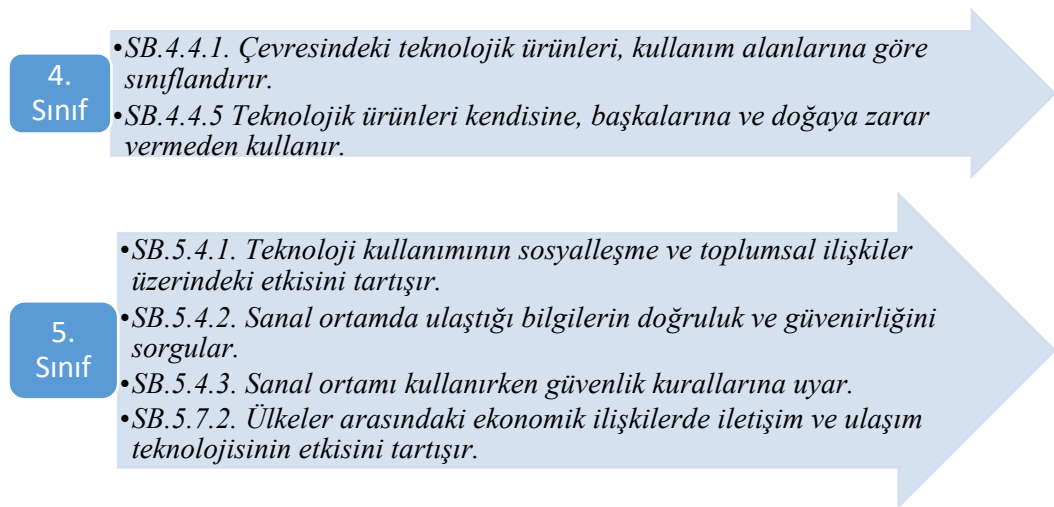 4.
Sınıf
•SB.4.4.1. Çevresindeki teknolojik ürünleri, kullanım alanlarına göre
sınıflandırır.
•SB.4.4.5 Teknolojik ürünleri kendisine, başkalarına ve doğaya zarar
vermeden kullanır.
5.
Sınıf
•SB.5.4.1. Teknoloji kullanımının sosyalleşme ve toplumsal ilişkiler
üzerindeki etkisini tartışır.
•SB.5.4.2. Sanal ortamda ulaştığı bilgilerin doğruluk ve güvenirliğini
sorgular.
•SB.5.4.3. Sanal ortamı kullanırken güvenlik kurallarına uyar.
•SB.5.7.2. Ülkeler arasındaki ekonomik ilişkilerde iletişim ve ulaşım
teknolojisinin etkisini tartışır.